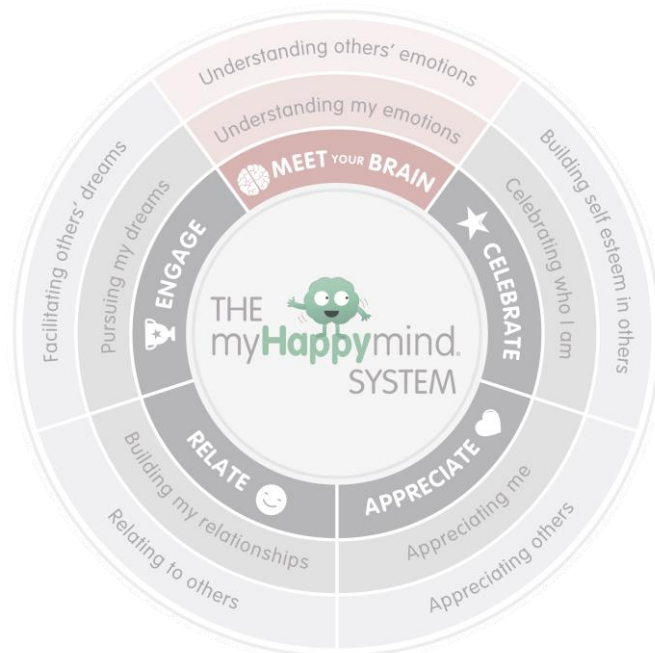 Understanding others' emotions
Understanding my emotions
MEET YOUR BRAIN
Building self esteem in others
Celebrating who I am
CELEBRATE
Appreciating others
Appreciating me
APPRECIATE
Relating to others
Building my relationships
RELATE
Facilitating others' dreams
Pursuing my dreams
ENGAGE
THE
myHappymind.
SYSTEM